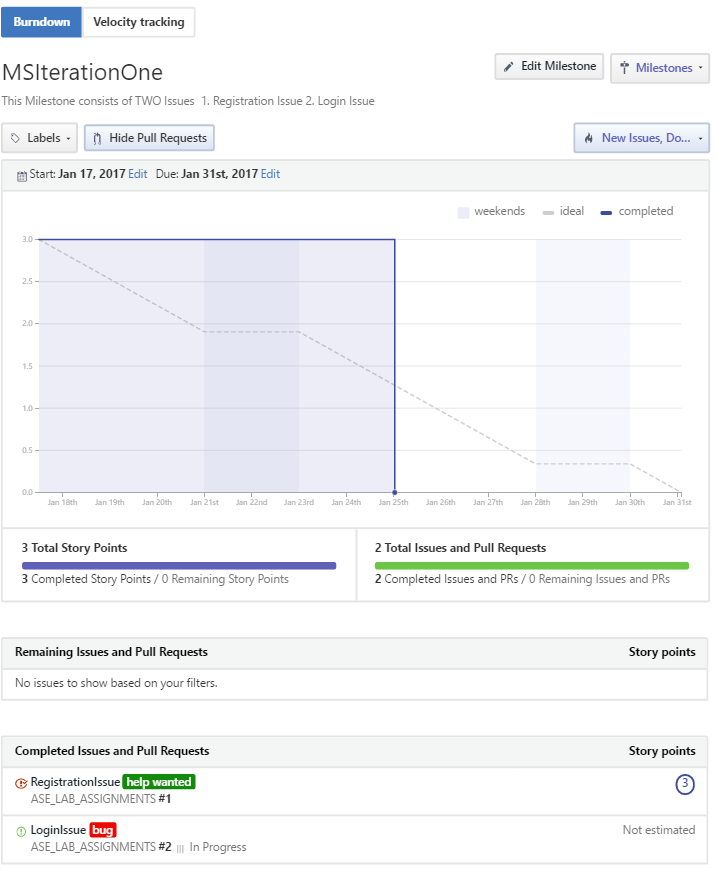 Burndown Velocity tracking
MSIterationOne
Edit Milestone Milestones
This Milestone consists of TWO Issues 1. Registration Issue 2. Login Issue
Labels Hide Pull Requests New Issues, Do...
Start: Jan 17, 2017 Edit Due: Jan 31st, 2017 Edit
weekends ideal completed
3.0
2.5
2.0
1.5
1.0
0.5
0.0
Jan 18th Jan 19th Jan 20th Jan 21st Jan 22nd Jan 23rd Jan 24th Jan 25th Jan 26th Jan 27th Jan 28th Jan 29th Jan 30th Jan 31st
3 Total Story Points 2 Total Issues and Pull Requests
3 Completed Story Points / 0 Remaining Story Points 2 Completed Issues and PRs / 0 Remaining Issues and PRs
Remaining Issues and Pull Requests Story points
No issues to show based on your filters.
Completed Issues and Pull Requests Story points
RegistrationIssue help wanted 3
ASE_LAB_ASSIGNMENTS #1
LoginIssue bug Not estimated
ASE_LAB_ASSIGNMENTS #2 In Progress